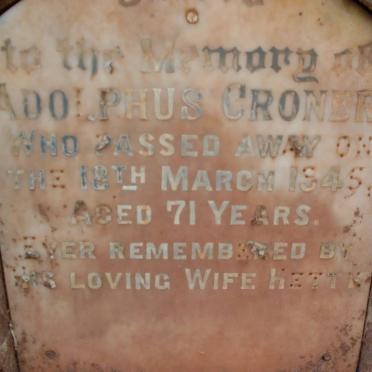 to the Memory of
ADOLPHUS CRONER
WHO PASSED AWAY ON
THE 18TH MARCH 1945,
AGED 71 YEARS.
EVER REMEMBERED BY
HIS LOVING WIFE